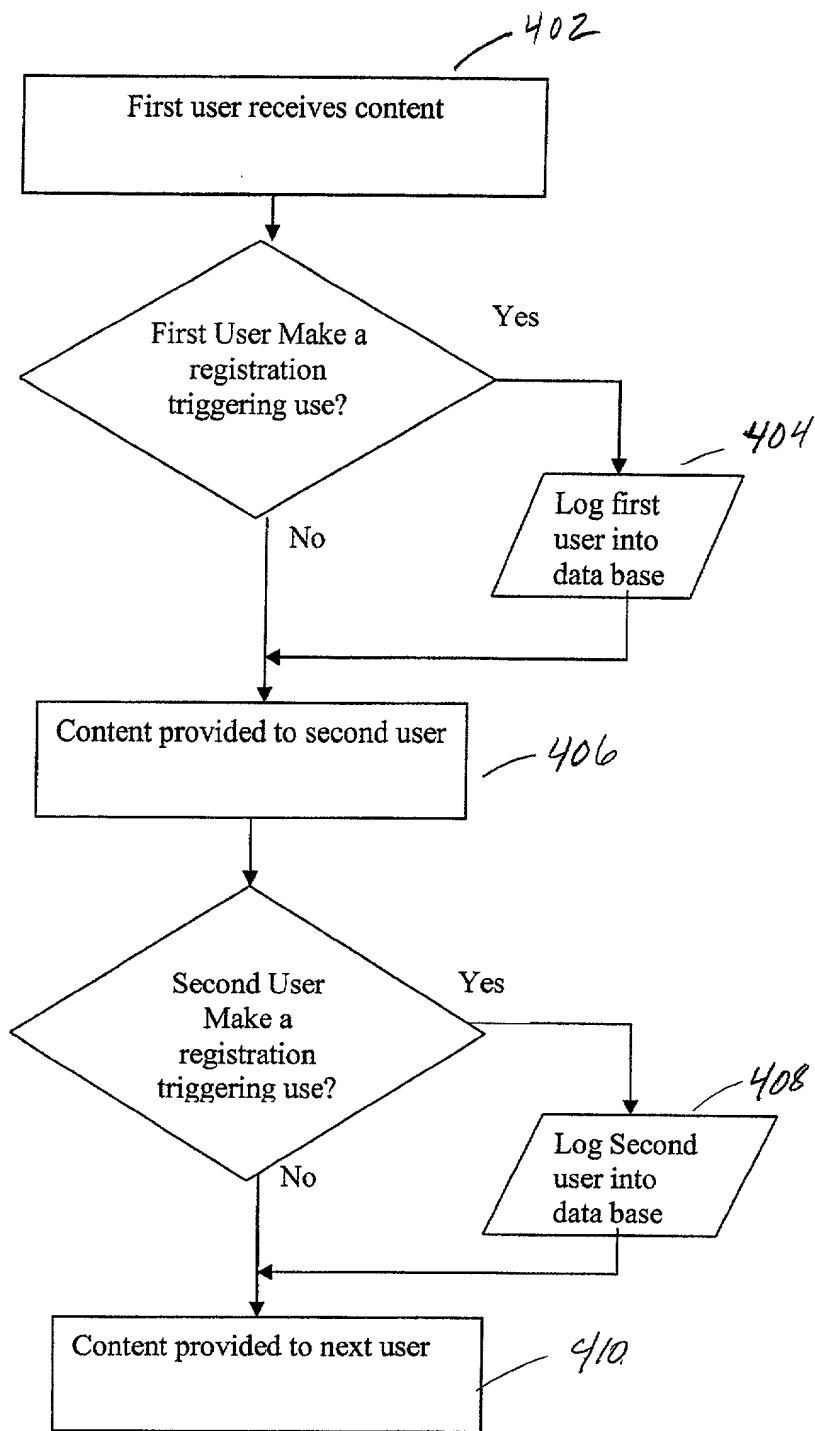 402
First user receives content
First User Make a
registration
triggering use?
Yes
404
Log first
user into
data base
No
Content provided to second user
406
Second User
Make a
registration
triggering use?
Yes
408
Log Second
user into
data base
No
Content provided to next user
410